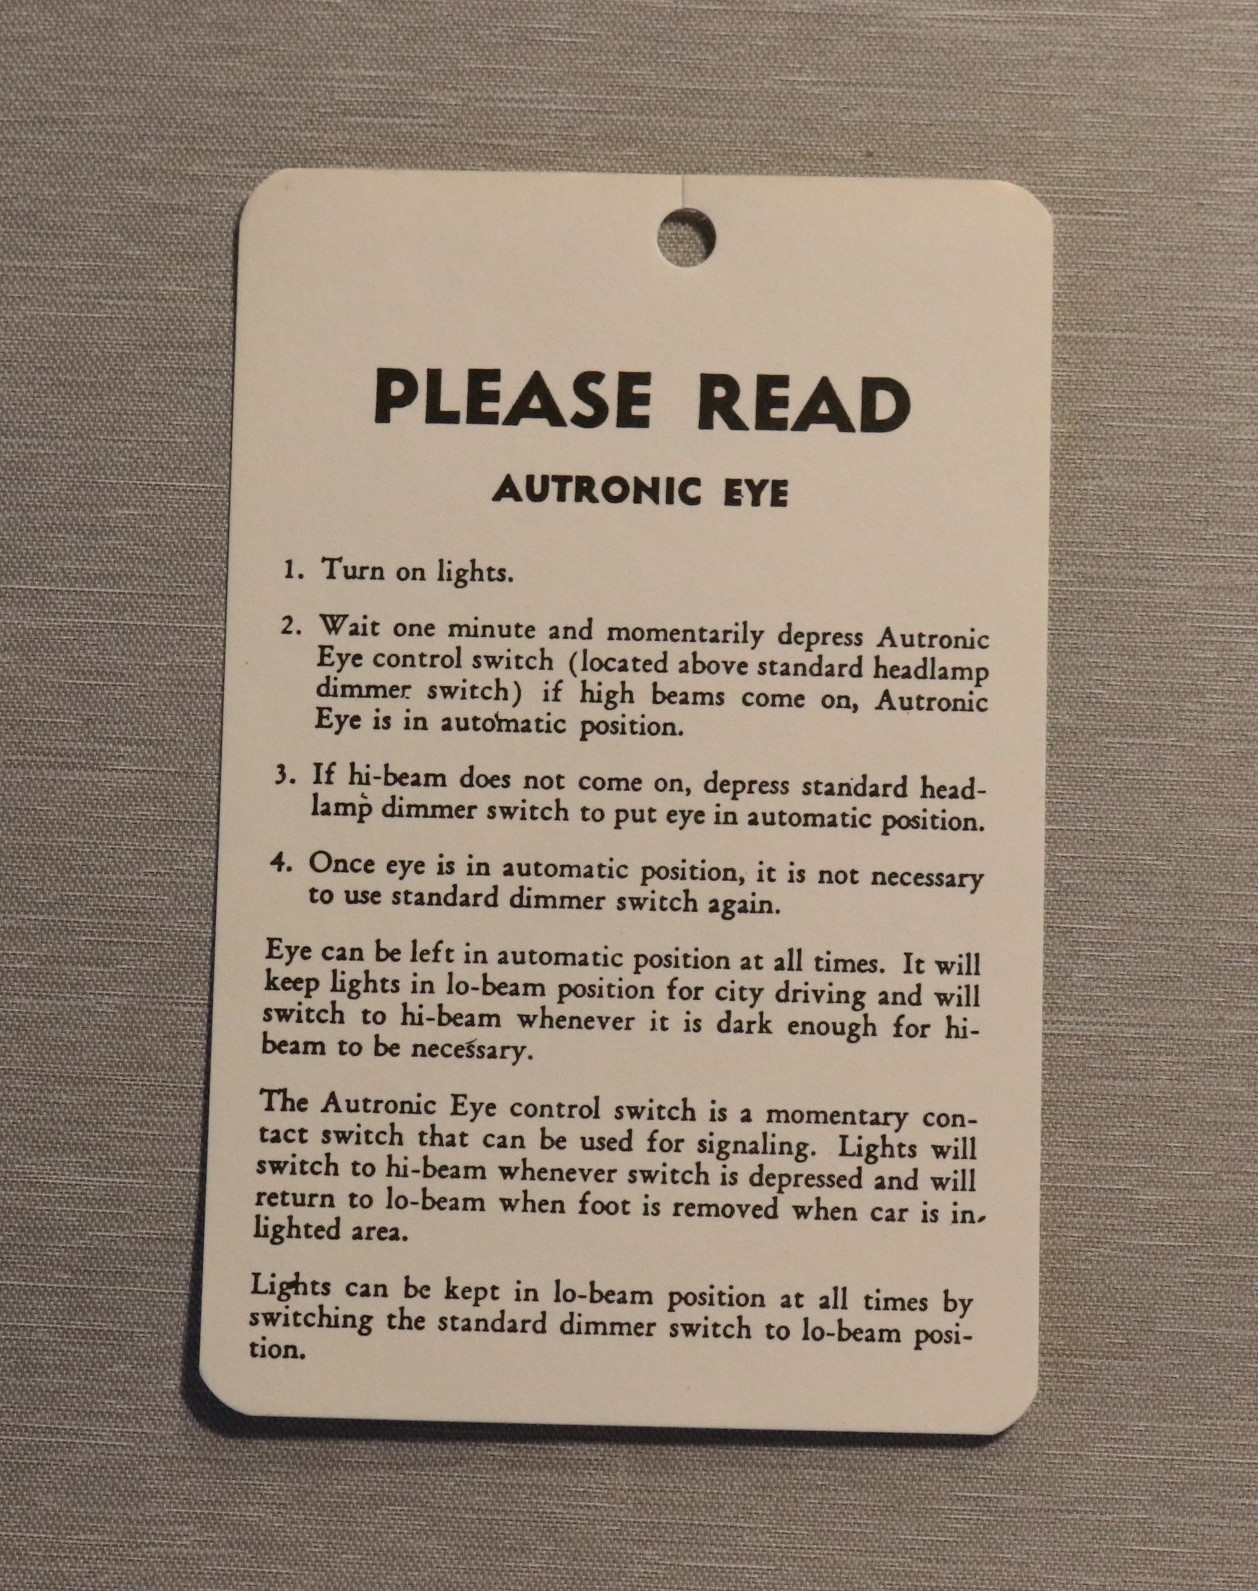 PLEASE READ
AUTRONIC EYE
1. Turn on lights.
2. Wait one minute and momentarily depress Autronic
Eye control switch (located above standard headlamp
dimmer switch) if high beams come on, Autronic
Eye is in automatic position.
3. If hi-beam does not come on, depress standard head-
lamp dimmer switch to put eye in automatic position.
4. Once eye is in automatic position, it is not necessary
to use standard dimmer switch again.
Eye can be left in automatic position at all times. It will
keep lights in lo-beam position for city driving and will
switch to hi-beam whenever it is dark enough for hi-
beam to be necessary.
The Autronic Eye control switch is a momentary con-
tact switch that can be used for signaling. Lights will
switch to hi-beam whenever switch is depressed and will
return to lo-beam when foot is removed when car is in-
lighted area.
Lights can be kept in lo-beam position at all times by
switching the standard dimmer switch to lo-beam posi-
tion.